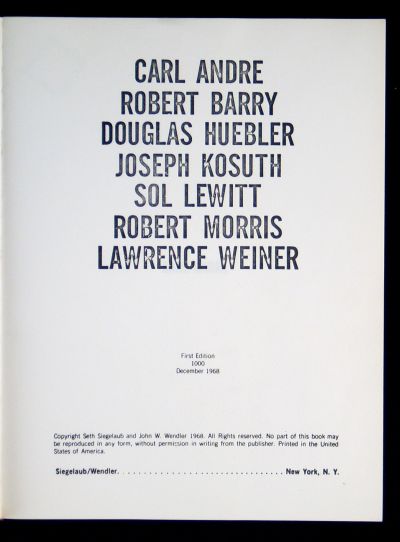 CARL ANDRE
ROBERT BARRY
DOUGLAS HUEBLER
JOSEPH KOSUTH
SOL LEWITT
ROBERT MORRIS
LAWRENCE WEINER
First Edition
1000
December 1968
Copyright Seth Siegelaub and John W. Wendler 1968. All Rights reserved. No part of this book may
be reproduced in any form, without permission in writing from the publisher. Printed in the United
States of America.
Siegelaub/Wendler. . . . . . . . . . . . . . . . . . . . . . . . . . . . . . . . New York, N. Y.